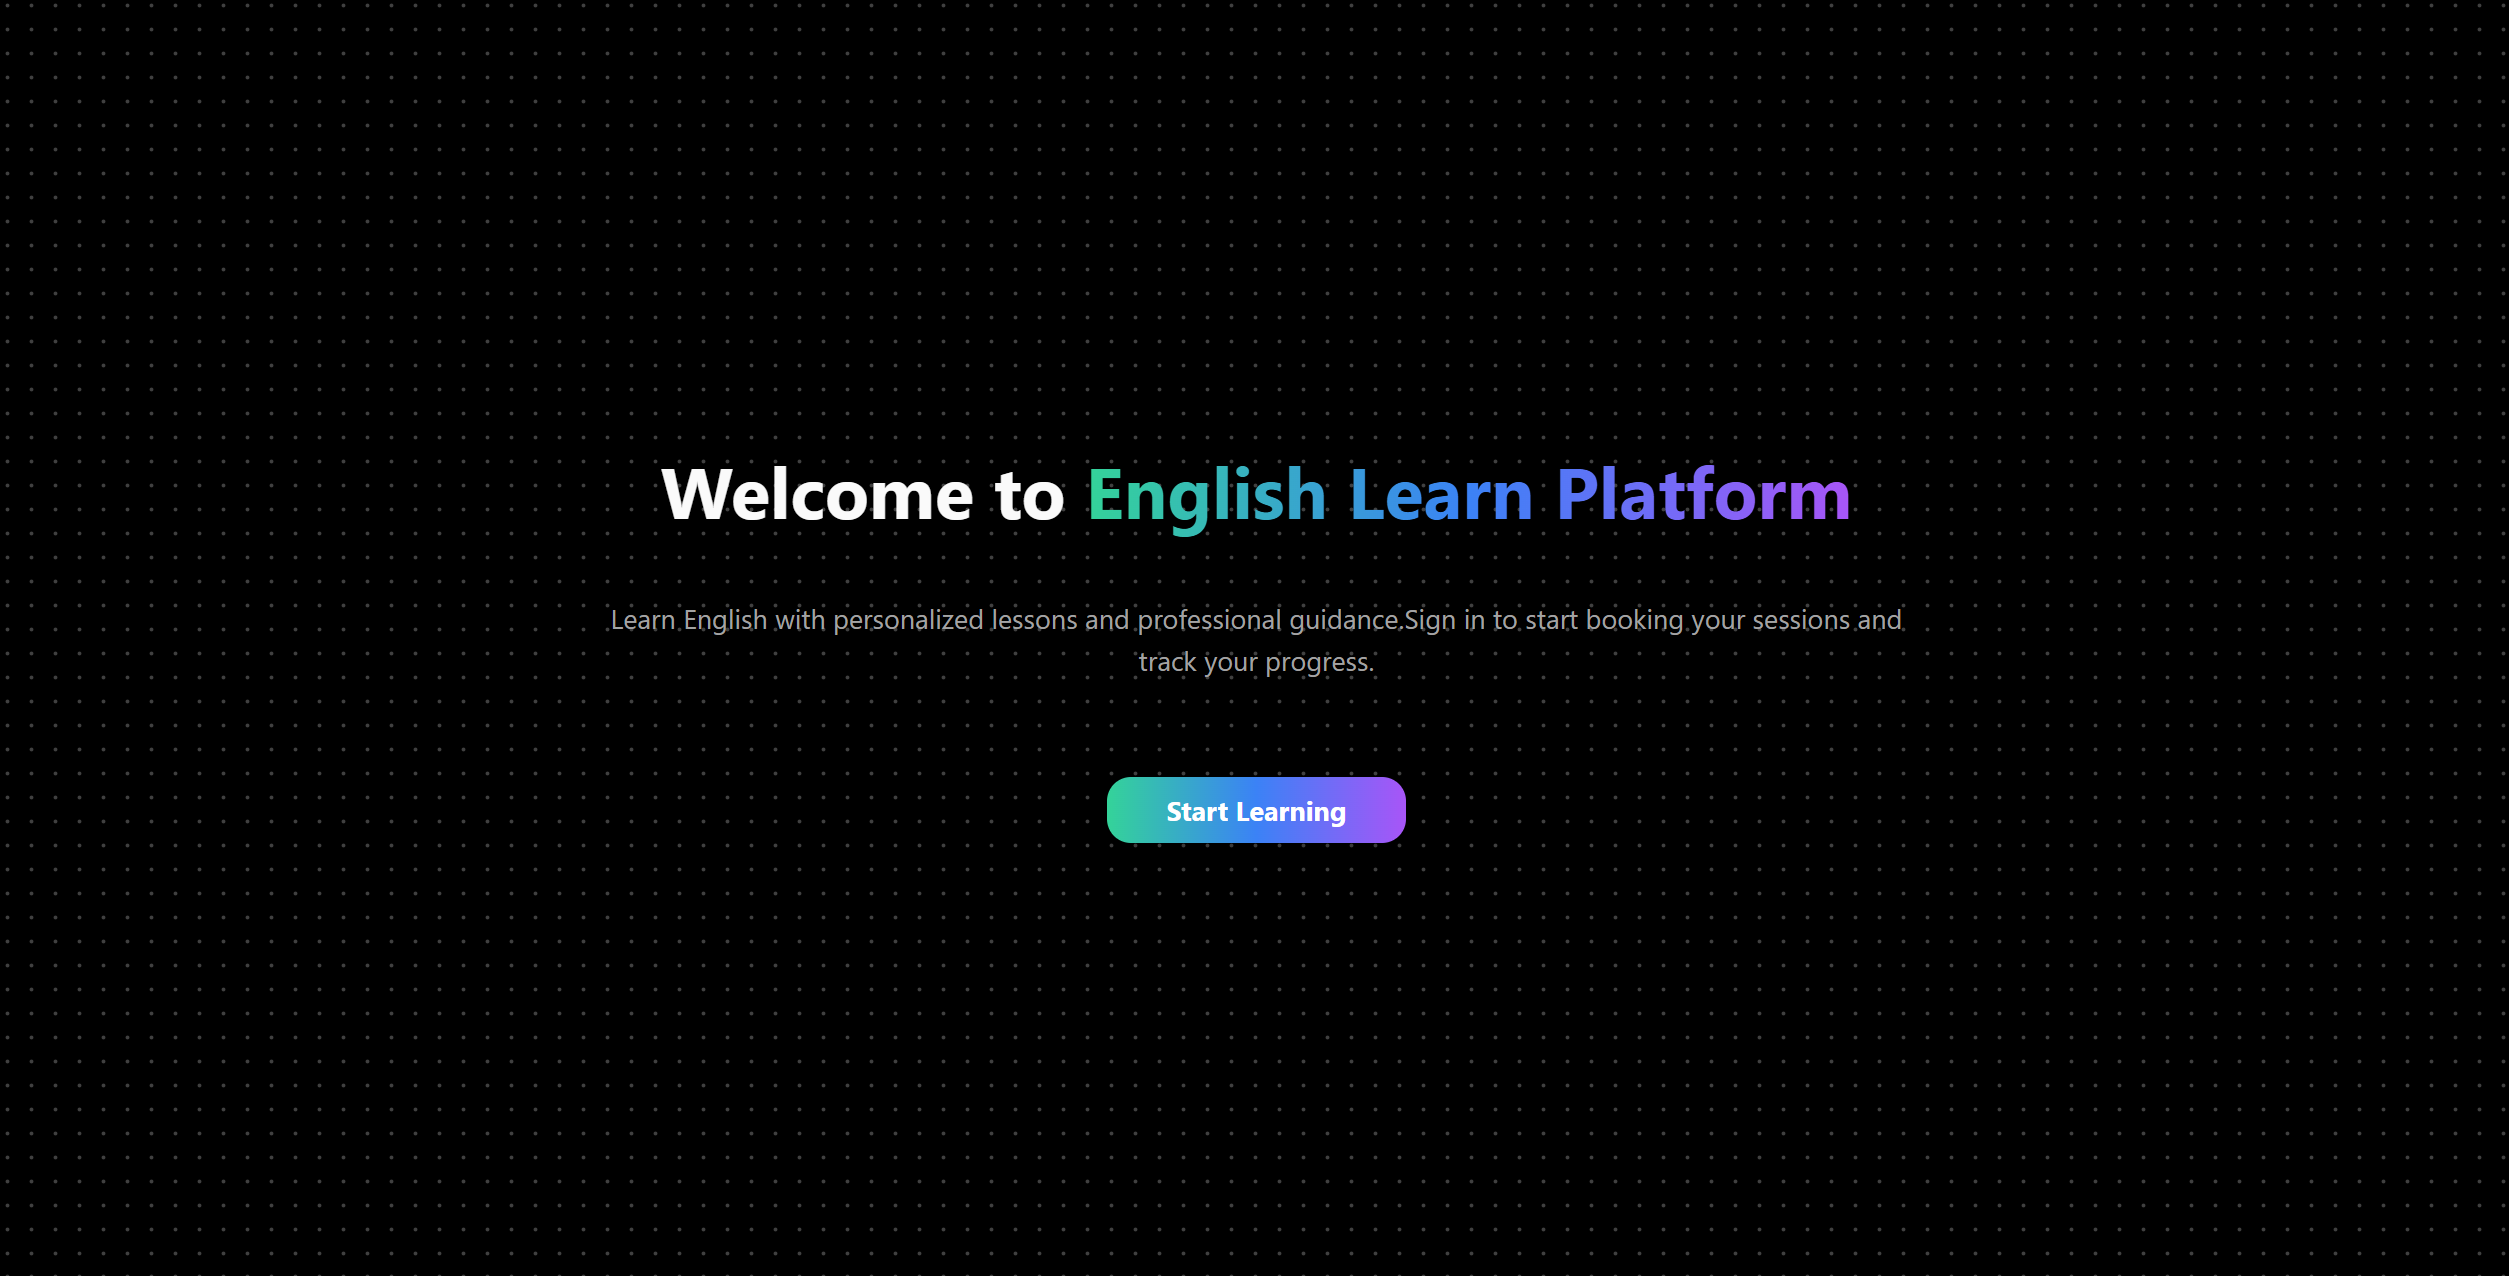 Welcome to English Learn Platform
Learn English with personalized lessons and professional guidance.Sign in to start booking your sessions and
track your progress.
Start Learning